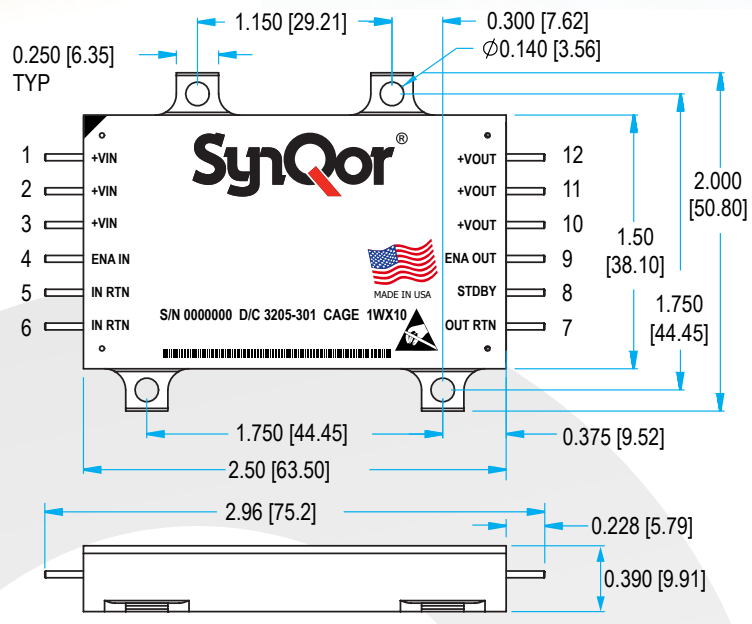 1.150 [29.21]
0.300 [7.62]
0.250 [6.35]
TYP
Ø0.140 [3.56]
SynQor®
1 +VIN +VOUT 12
2 +VIN +VOUT 11
3 +VIN +VOUT 10
4 ENA IN ENA OUT 9
5 IN RTN STDBY 8
6 IN RTN OUT RTN 7
MADE IN USA
S/N 0000000 D/C 3205-301 CAGE 1WX10
2.000
[50.80]
1.50
[38.10]
1.750
[44.45]
1.750 [44.45]
0.375 [9.52]
2.50 [63.50]
2.96 [75.2]
0.228 [5.79]
0.390 [9.91]